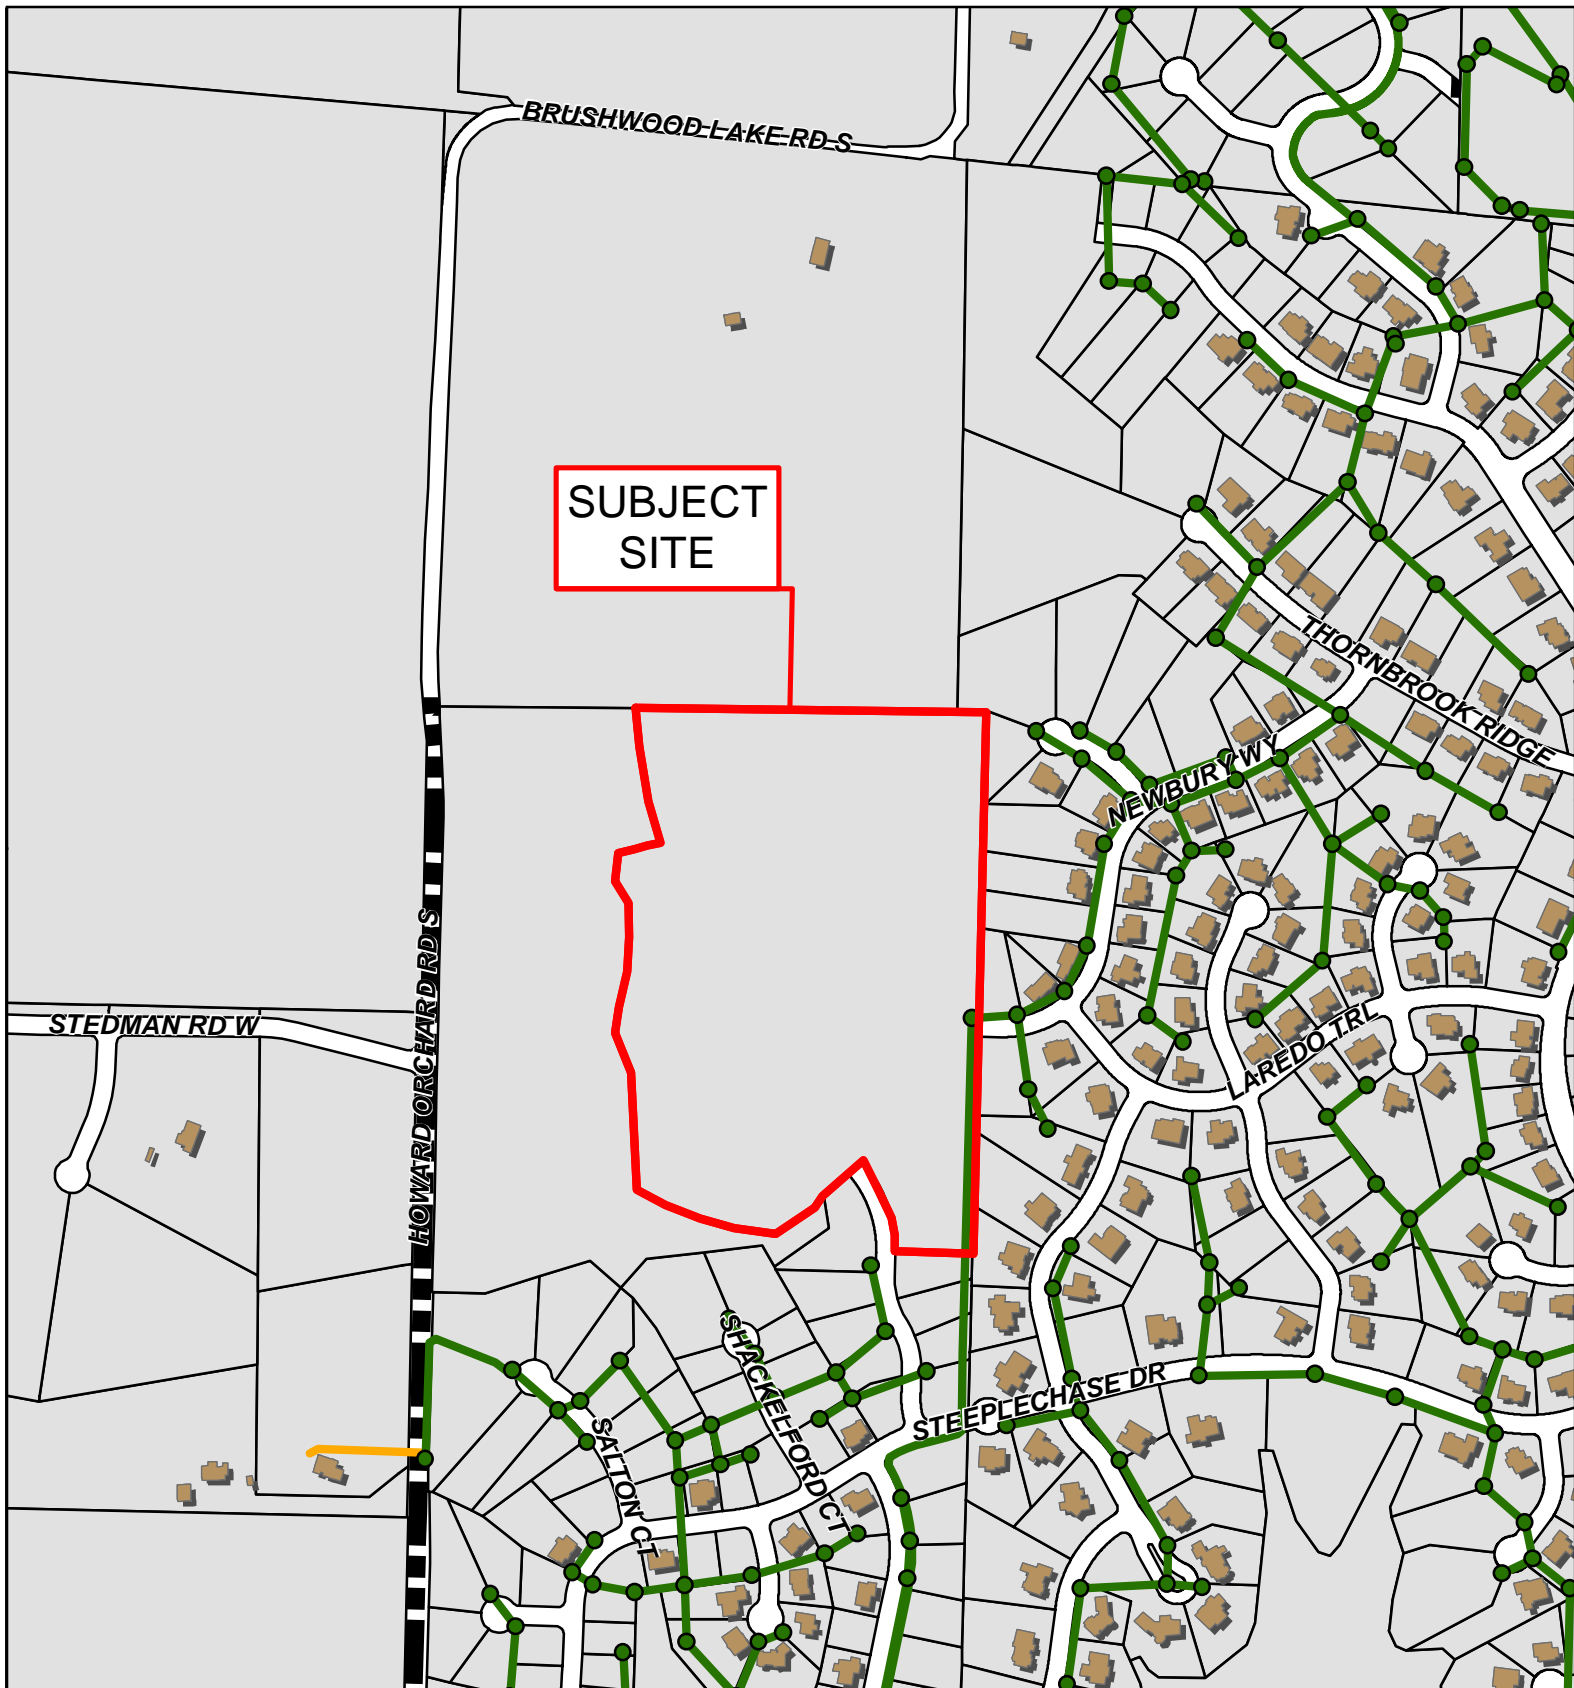 BRUSHWOOD LAKE RD S
SUBJECT
SITE
THORNBROOK RIDGE
NEWBURY WY
HOWARD ORCHARD RD S
STEDMAN RD W
LAREDO TRL
SHACKELFORD CT
STEEPLECHASE DR
SALTON CT